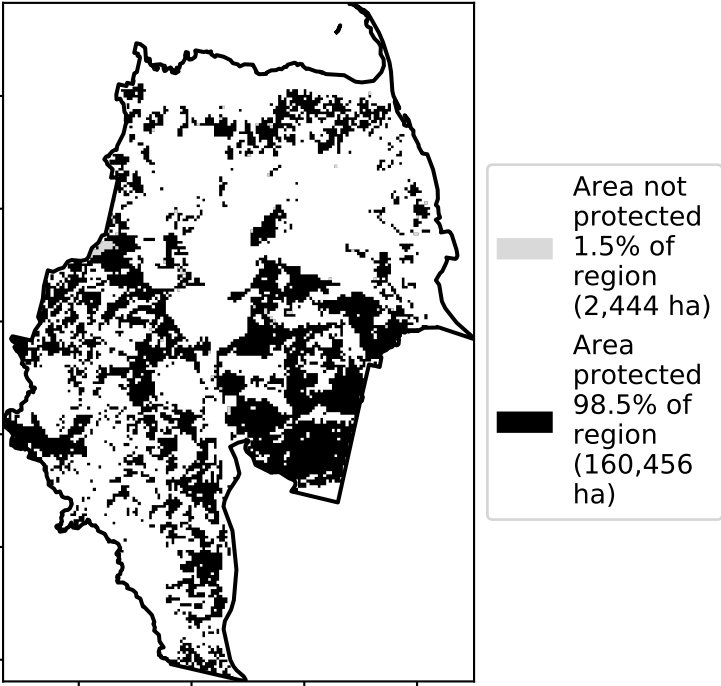 Area not
protected
1.5% of
region
(2,444 ha)
Area
protected
98.5% of
region
(160,456
ha)